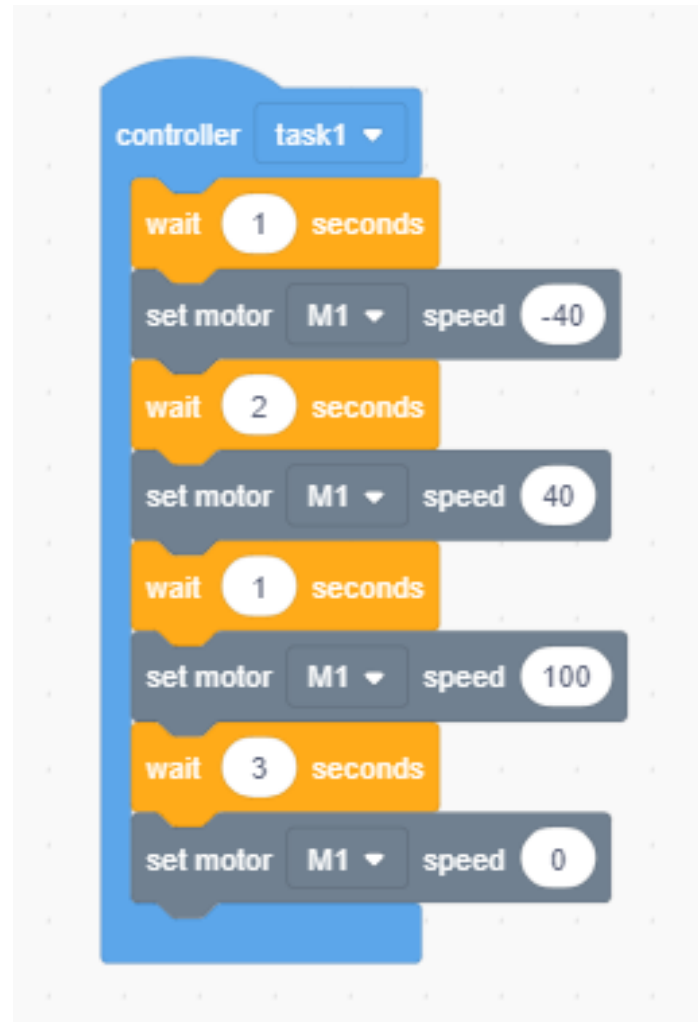 controller task1
wait 1 seconds
set motor M1 speed -40
wait 2 seconds
set motor M1 speed 40
wait 1 seconds
set motor M1 speed 100
wait 3 seconds
set motor M1 speed 0